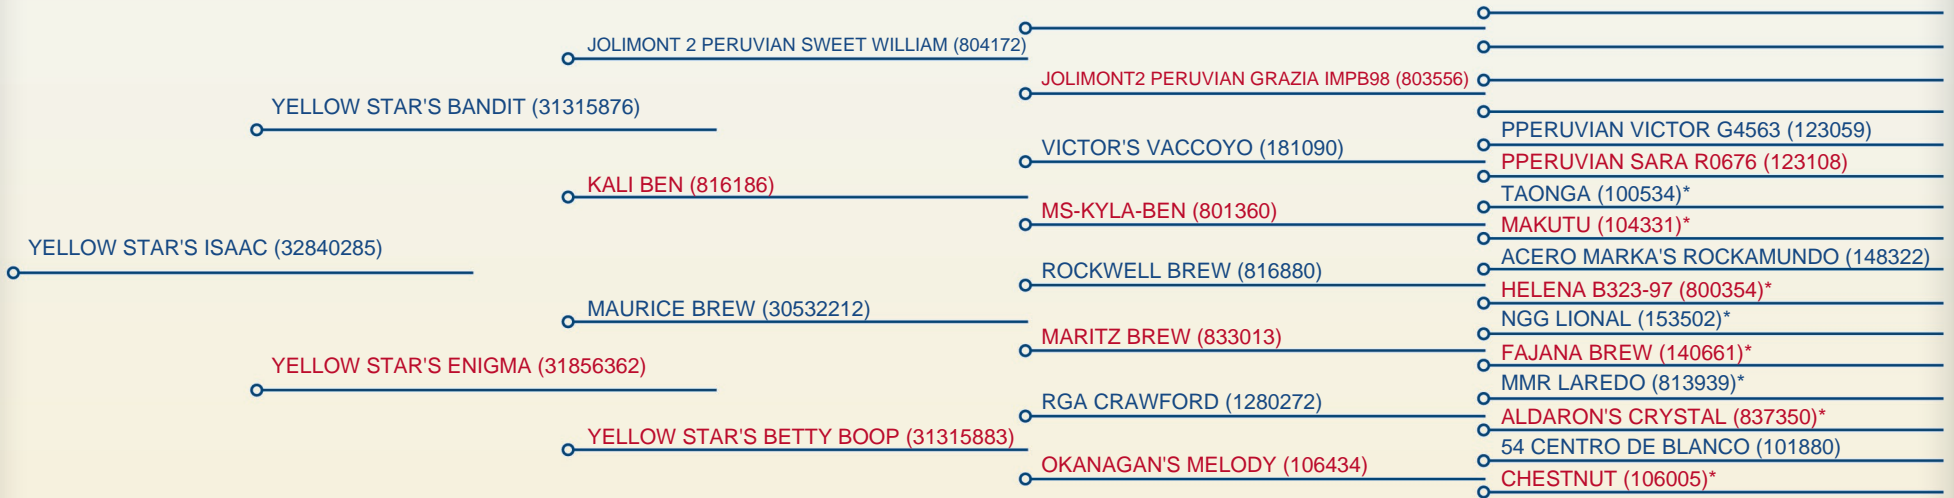 JOLIMONT 2 PERUVIAN SWEET WILLIAM (804172)
JOLIMONT2 PERUVIAN GRAZIA IMPB98 (803556)
YELLOW STAR'S BANDIT (31315876)
PPERUVIAN VICTOR G4563 (123059)
VICTOR'S VACCOYO (181090)
PPERUVIAN SARA R0676 (123108)
KALI BEN (816186)
TAONGA (100534)*
MS-KYLA-BEN (801360)
MAKUTU (104331)*
YELLOW STAR'S ISAAC (32840285)
ACERO MARKA'S ROCKAMUNDO (148322)
ROCKWELL BREW (816880)
HELENA B323-97 (800354)*
MAURICE BREW (30532212)
NGG LIONAL (153502)*
MARITZ BREW (833013)
FAJANA BREW (140661)*
YELLOW STAR'S ENIGMA (31856362)
MMR LAREDO (813939)*
RGA CRAWFORD (1280272)
ALDARON'S CRYSTAL (837350)*
YELLOW STAR'S BETTY BOOP (31315883)
54 CENTRO DE BLANCO (101880)
OKANAGAN'S MELODY (106434)
CHESTNUT (106005)*